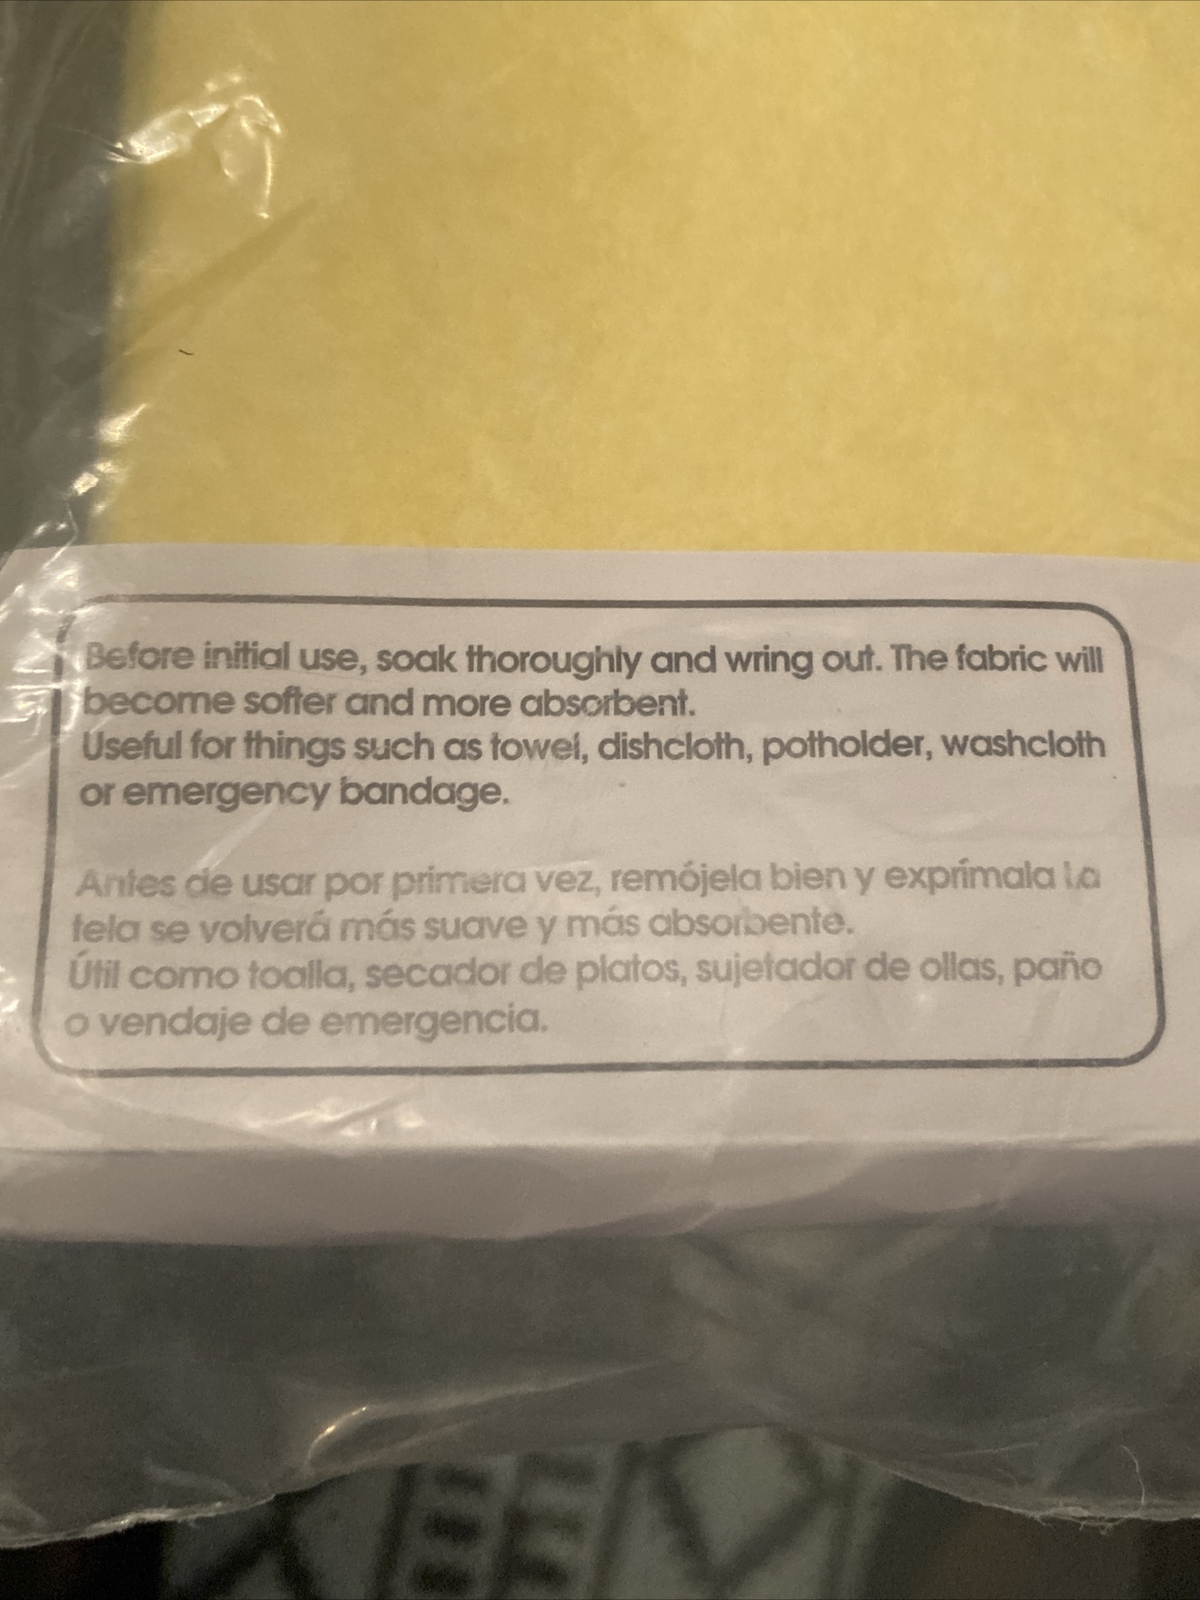 Before initial use, soak thoroughly and wring out. The fabric will
become softer and more absorbent.
Useful for things such as towel, dishcloth, potholder, washcloth
or emergency bandage.
Antes de usar por primera vez, remójela bien y exprímala La
tela se volverá más suave y más absorbente.
Útil como toalla, secador de platos, sujetador de ollas, paño
o vendaje de emergencia.